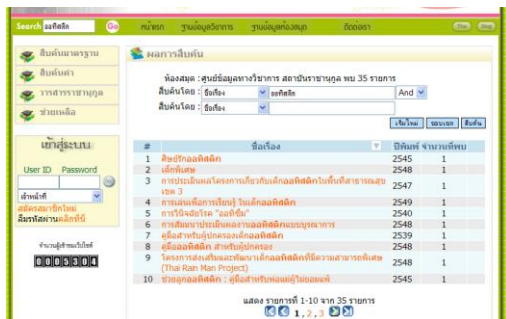 Search ออทิสติก Go หน้าแรก ฐานข้อมูลวิชาการ ฐานข้อมูลห้องสมุด ติดต่อเรา
สืบค้นมาตรฐาน
สืบค้นคำ
วารสารราชานุกูล
ช่วยเหลือ
เข้าสู่ระบบ
User ID Password
เจ้าหน้าที่
สมัครสมาชิกใหม่
ลืมรหัสผ่านคลิกที่นี่
จำนวนผู้เข้าชมเว็บไซต์
0005304
ผลการสืบค้น
ห้องสมุด : ศูนย์ข้อมูลทางวิชาการ สถาบันราชานุกูล พบ 35 รายการ
สืบค้นโดย : ชื่อเรื่อง ออทิสติก And
สืบค้นโดย : ชื่อเรื่อง
เริ่มใหม่ ขอบเขต สืบค้น
# ชื่อเรื่อง ปีพิมพ์ จำนวนที่พบ
1 ศิษย์รักออทิสติก 2545 1
2 เด็กพิเศษ 2548 1
3 การประเมินผลโครงการเกี่ยวกับเด็กออทิสติกในพื้นที่สาธารณสุข
เขต 3 2547 1
4 การเล่นเพื่อการเรียนรู้ ในเด็กออทิสติก 2549 1
5 การวินิจฉัยโรค "ออทิซึ่ม" 2540 1
6 การสัมมนาประเมินผลงานออทิสติกแบบบูรณาการ 2548 1
7 คู่มือสำหรับผู้ปกครองเด็กออทิสติก 2539 1
8 คู่มือออทิสติก สำหรับผู้ปกครอง 2548 1
9 โครงการส่งเสริมและพัฒนาเด็กออทิสติกที่มีความสามารถพิเศษ
(Thai Rain Man Project) 2548 1
10 ช่วยลูกออทิสติก : คู่มือสำหรับพ่อแม่ผู้ไม่ยอมแพ้ 2545 1
แสดง รายการที่ 1-10 จาก 35 รายการ
1,2,3